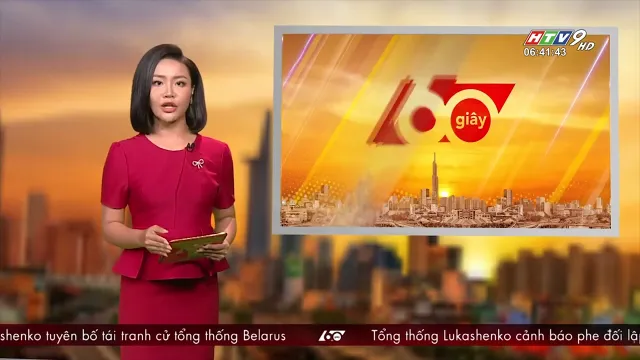 HTV9 HD
06:41:43
60 giây
shenko tuyên bố tái tranh cử tổng thống Belarus 60 Tổng thống Lukashenko cảnh báo phe đối lậ